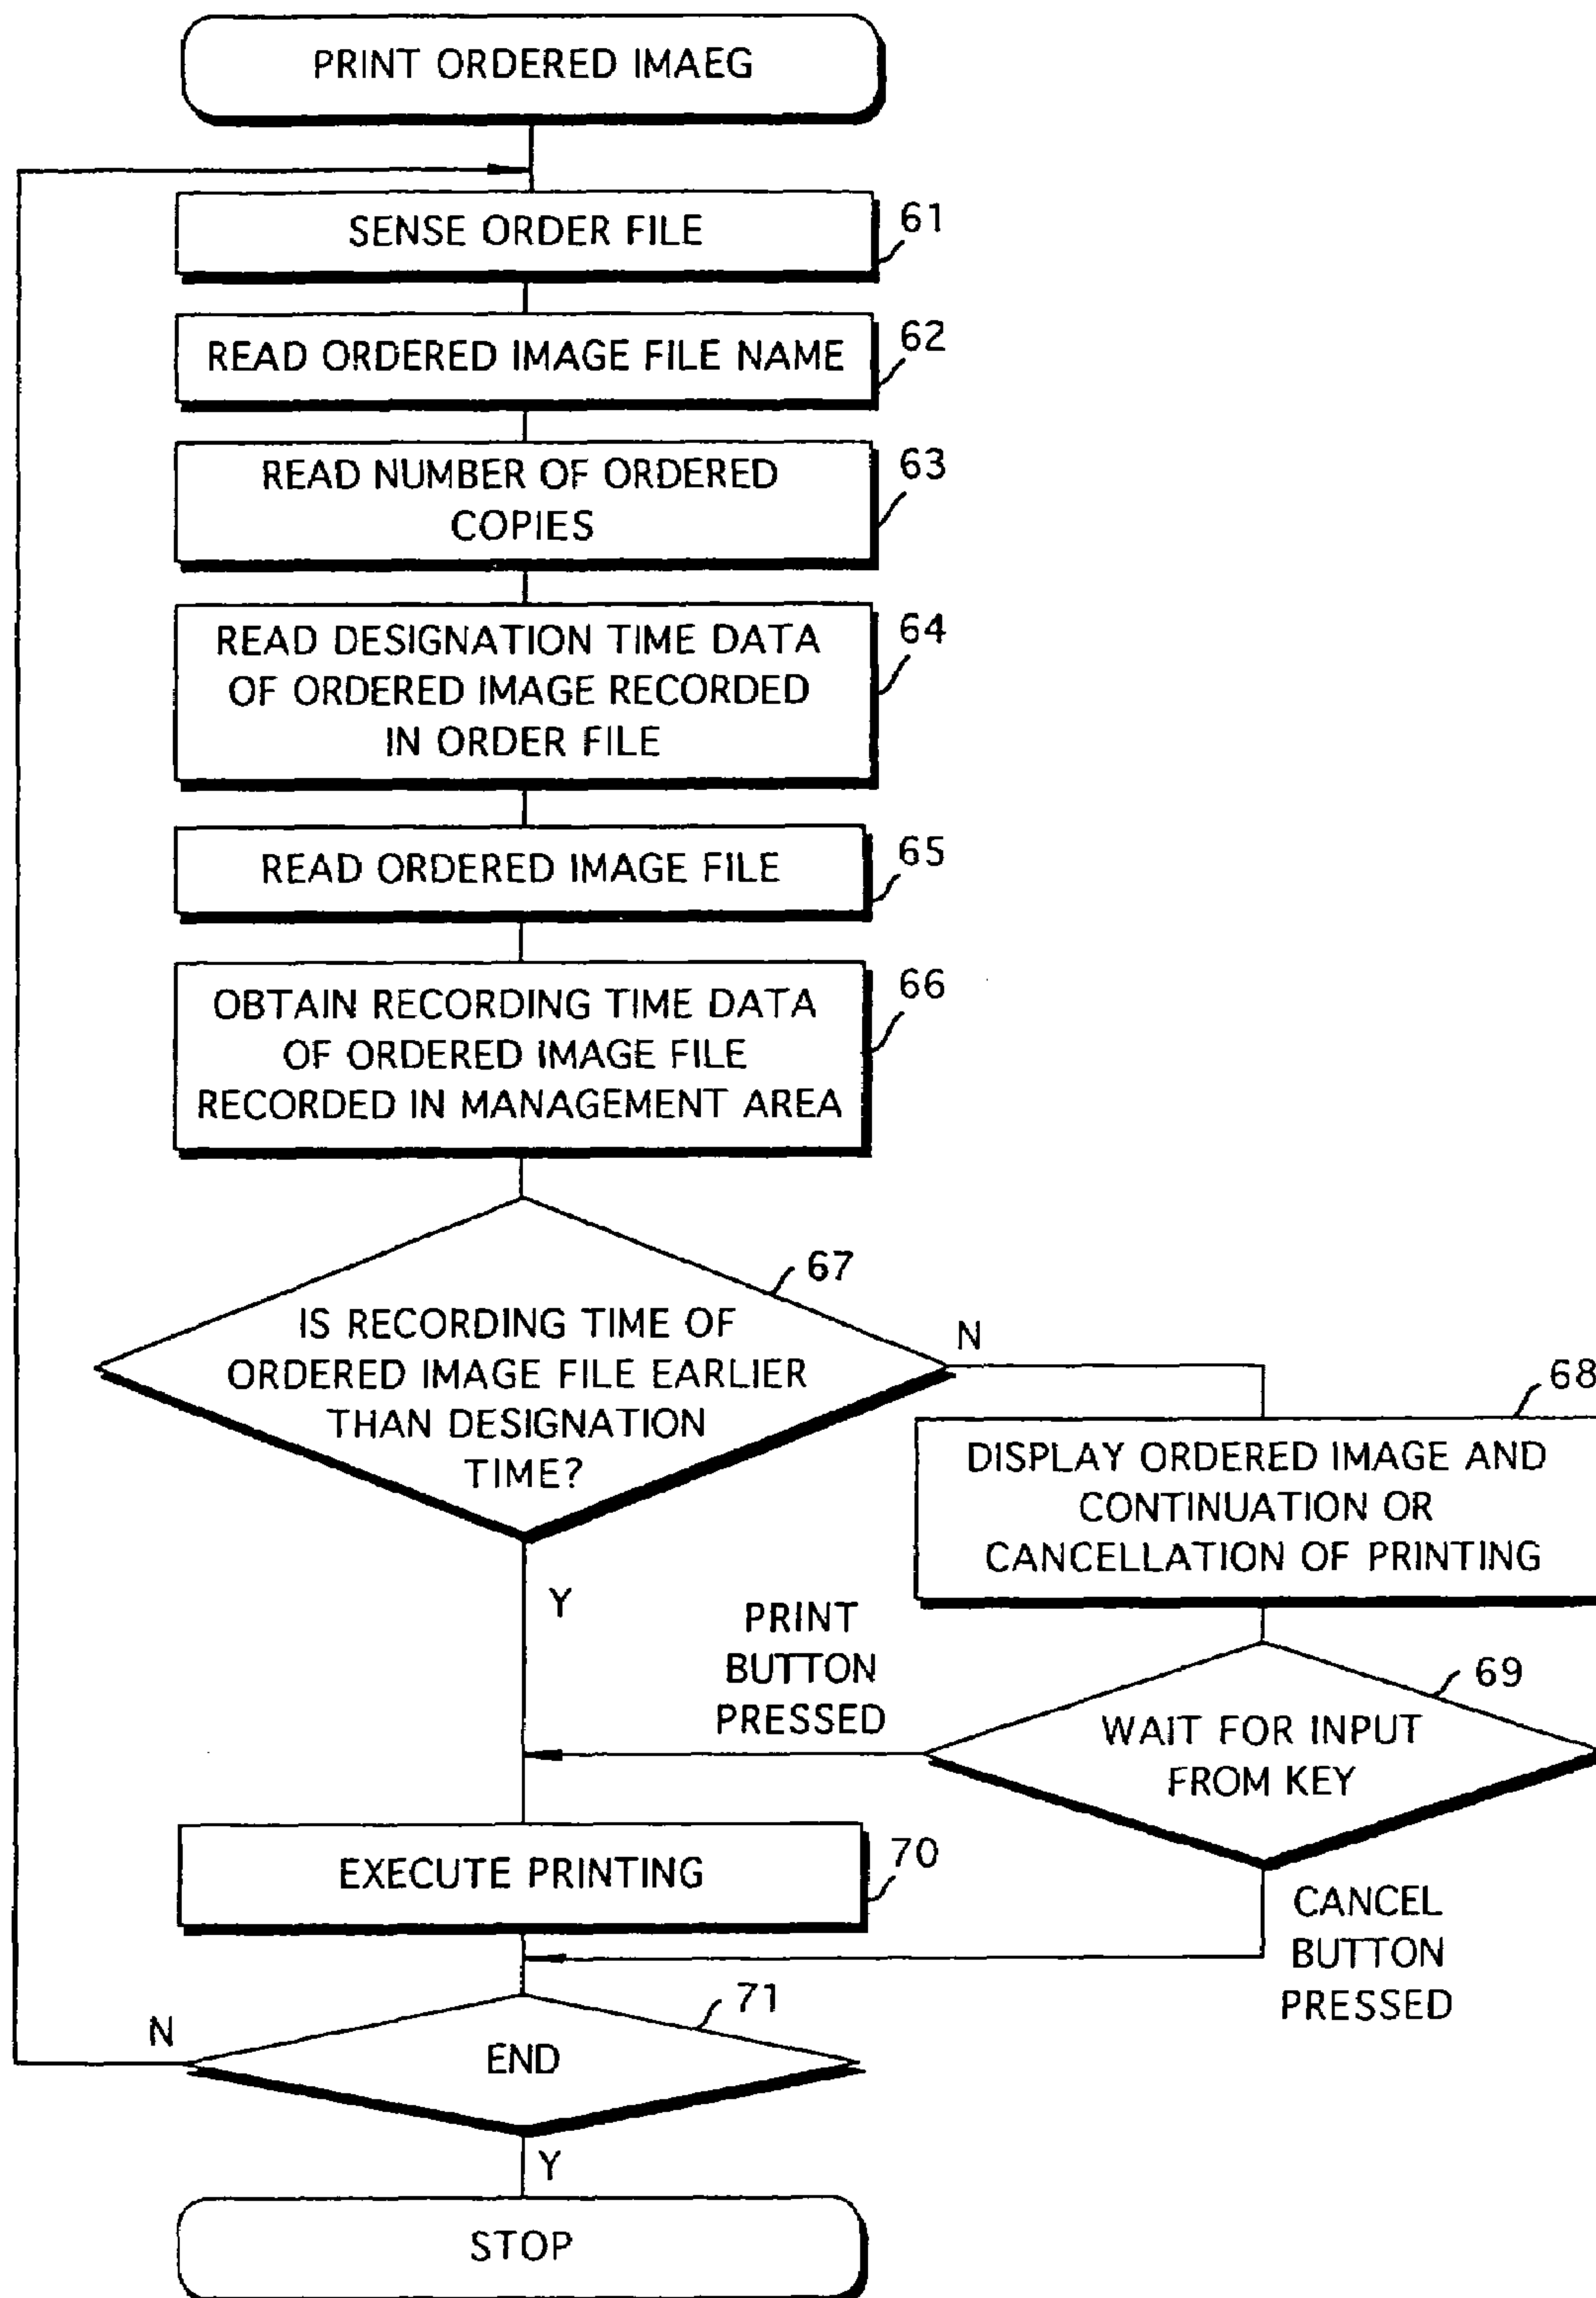 PRINT ORDERED IMAEG
SENSE ORDER FILE
61
READ ORDERED IMAGE FILE NAME
62
READ NUMBER OF ORDERED
COPIES
63
READ DESIGNATION TIME DATA
OF ORDERED IMAGE RECORDED
IN ORDER FILE
64
READ ORDERED IMAGE FILE
65
OBTAIN RECORDING TIME DATA
OF ORDERED IMAGE FILE
RECORDED IN MANAGEMENT AREA
66
IS RECORDING TIME OF
ORDERED IMAGE FILE EARLIER
THAN DESIGNATION
TIME?
67
N
Y
68
DISPLAY ORDERED IMAGE AND
CONTINUATION OR
CANCELLATION OF PRINTING
69
WAIT FOR INPUT
FROM KEY
PRINT
BUTTON
PRESSED
CANCEL
BUTTON
PRESSED
EXECUTE PRINTING
70
71
END
N
Y
STOP